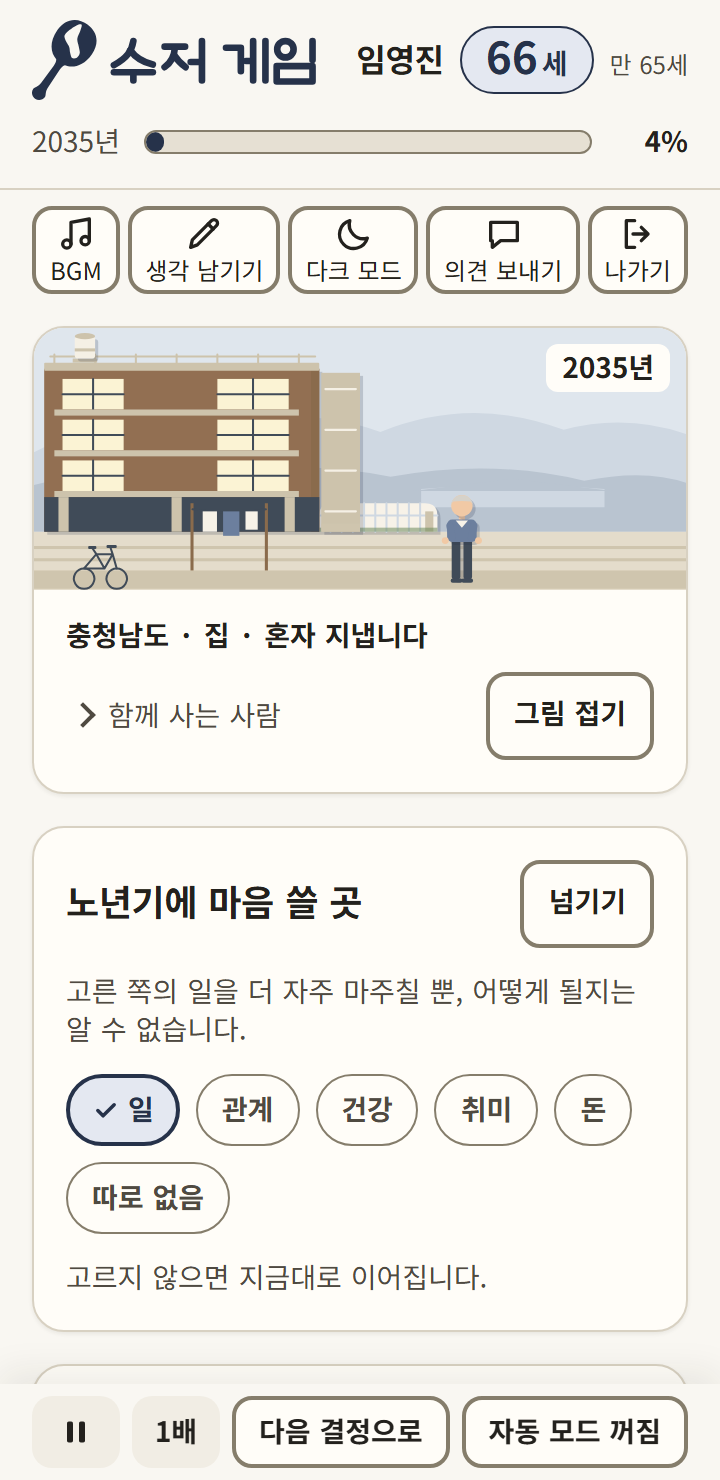 수저 게임
임영진
66세
만 65세
2035년
4%
BGM
생각 남기기
다크 모드
의견 보내기
나가기
2035년
충청남도 · 집 · 혼자 지냅니다
함께 사는 사람
그림 접기
노년기에 마음 쓸 곳
넘기기
고른 쪽의 일을 더 자주 마주칠 뿐, 어떻게 될지는
알 수 없습니다.
일
관계
건강
취미
돈
따로 없음
고르지 않으면 지금대로 이어집니다.
1배
다음 결정으로
자동 모드 꺼짐